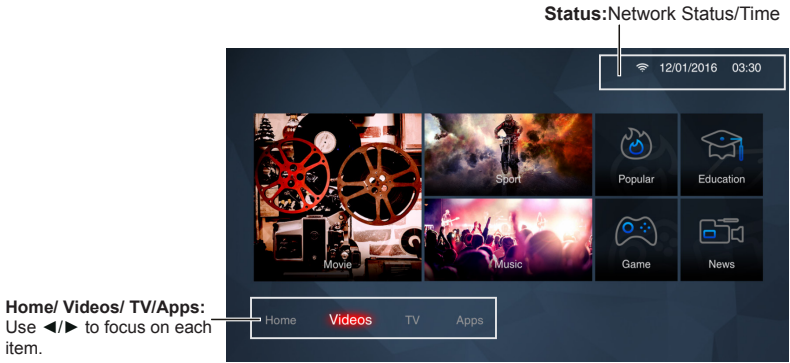 Status:Network Status/Time
12/01/2016 03:30
Sport
Popular
Education
Movie
Music
Game
News
Home/ Videos/ TV/Apps:
Use ◄/► to focus on each
item.
Home Videos TV Apps